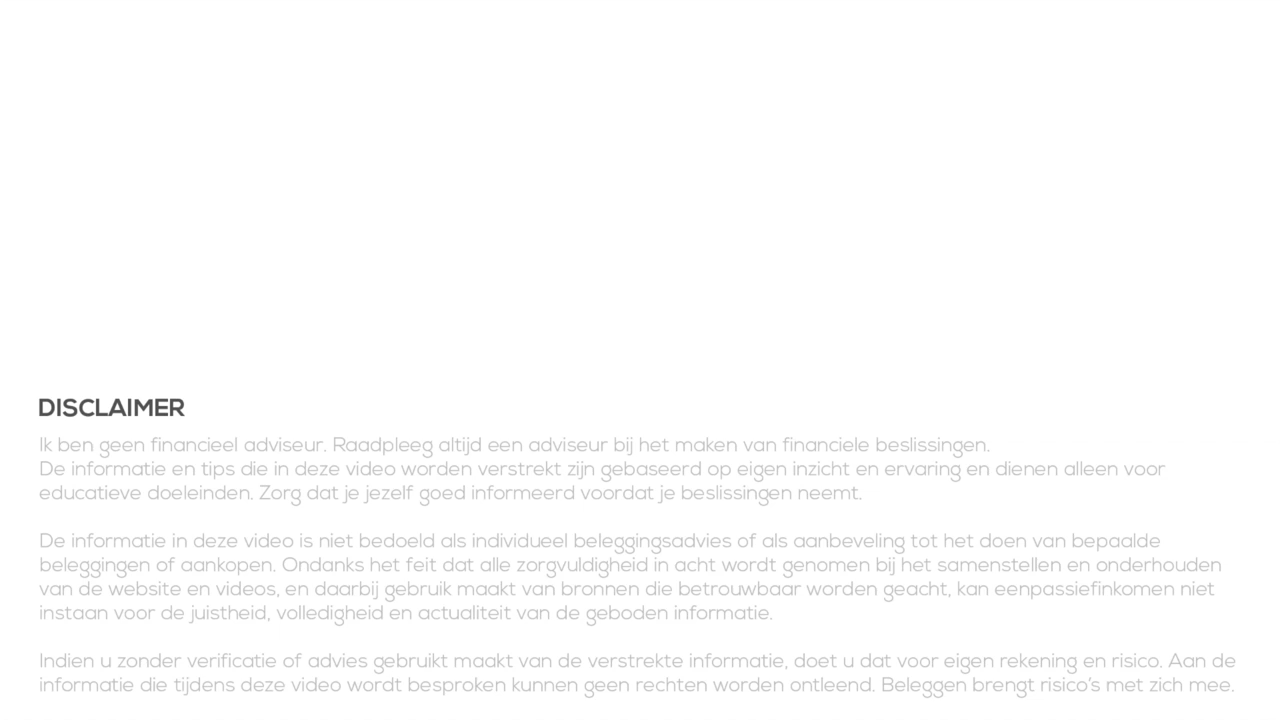 DISCLAIMER
Ik ben geen financieel adviseur. Raadpleeg altijd een adviseur bij het maken van financiele beslissingen.
De informatie en tips die in deze video worden verstrekt zijn gebaseerd op eigen inzicht en ervaring en dienen alleen voor
educatieve doeleinden. Zorg dat je jezelf goed informeerd voordat je beslissingen neemt.
De informatie in deze video is niet bedoeld als individueel beleggingsadvies of als aanbeveling tot het doen van bepaalde
beleggingen of aankopen. Ondanks het feit dat alle zorgvuldigheid in acht wordt genomen bij het samenstellen en onderhouden
van de website en videos, en daarbij gebruik maakt van bronnen die betrouwbaar worden geacht, kan eenpassiefinkomen niet
instaan voor de juistheid, volledigheid en actualiteit van de geboden informatie.
Indien u zonder verificatie of advies gebruikt maakt van de verstrekte informatie, doet u dat voor eigen rekening en risico. Aan de
informatie die tijdens deze video wordt besproken kunnen geen rechten worden ontleend. Beleggen brengt risico's met zich mee.